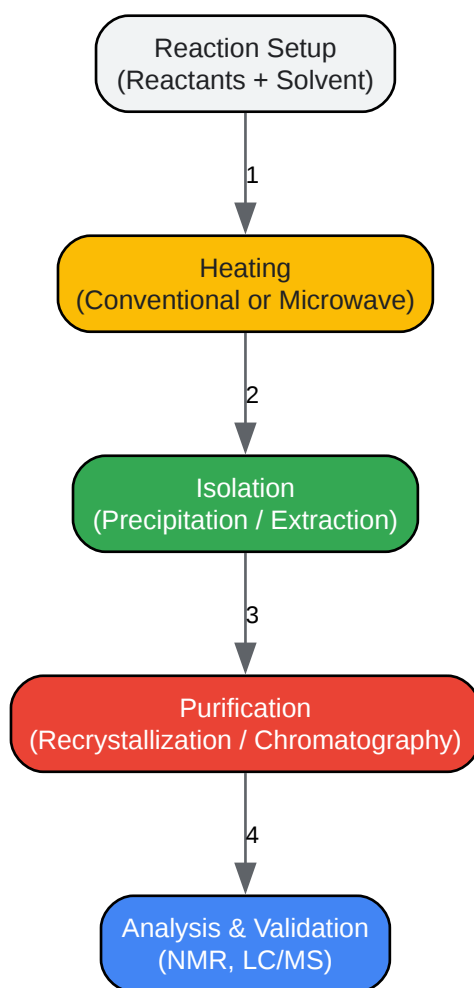 Reaction Setup
(Reactants + Solvent)
1
Heating
(Conventional or Microwave)
2
Isolation
(Precipitation / Extraction)
3
Purification
(Recrystallization / Chromatography)
4
Analysis & Validation
(NMR, LC/MS)